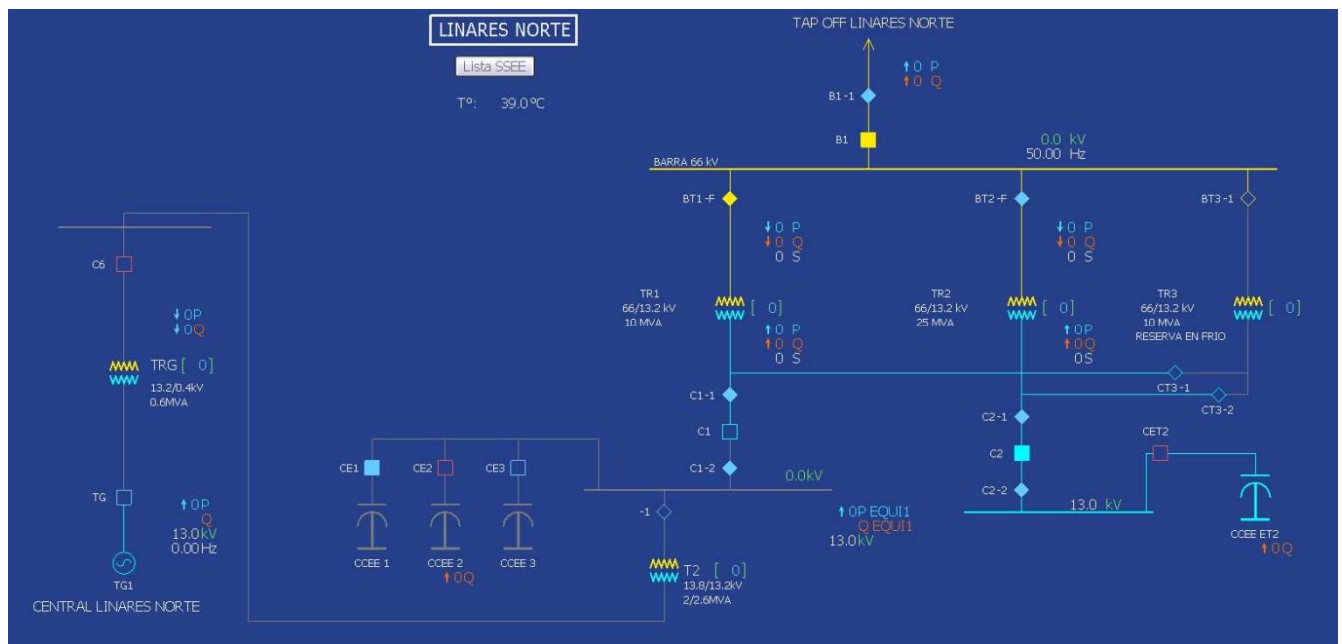 LINARES NORTE
TAP OFF LINARES NORTE
Lista SSEE
Tº: 39.0ºC
↑0 P
↑0 Q
B1-1
B1
0.0 kV
50.00 Hz
BARRA 66 kV
BT1-F
BT2-F
BT3-1
↓0 P
↓0 Q
0 S
↓0 P
↓0 Q
0 S
C6
↓0P
↓0Q
TRG [ 0]
13.2/0.4kV
0.6MVA
TR1
66/13.2 kV
10 MVA
[ 0]
TR2
66/13.2 kV
25 MVA
[ 0]
TR3
66/13.2 kV
10 MVA
RESERVA EN FRIO
[ 0]
↑0 P
↑0 Q
0 S
↑0P
↑0Q
0S
CT3-1
CT3-2
C1-1
C1
C1-2
C2-1
C2
C2-2
CET2
CE1
CE2
CE3
0.0kV
13.0 kV
TG
↑0P
Q
13.0kV
0.00Hz
TG1
CENTRAL LINARES NORTE
CCEE 1
CCEE 2
↑0Q
CCEE 3
-1
↑0P EQUI1
Q EQUI1
13.0kV
T2 [ 0]
13.8/13.2kV
2/2.6MVA
CCEE ET2
↑0Q